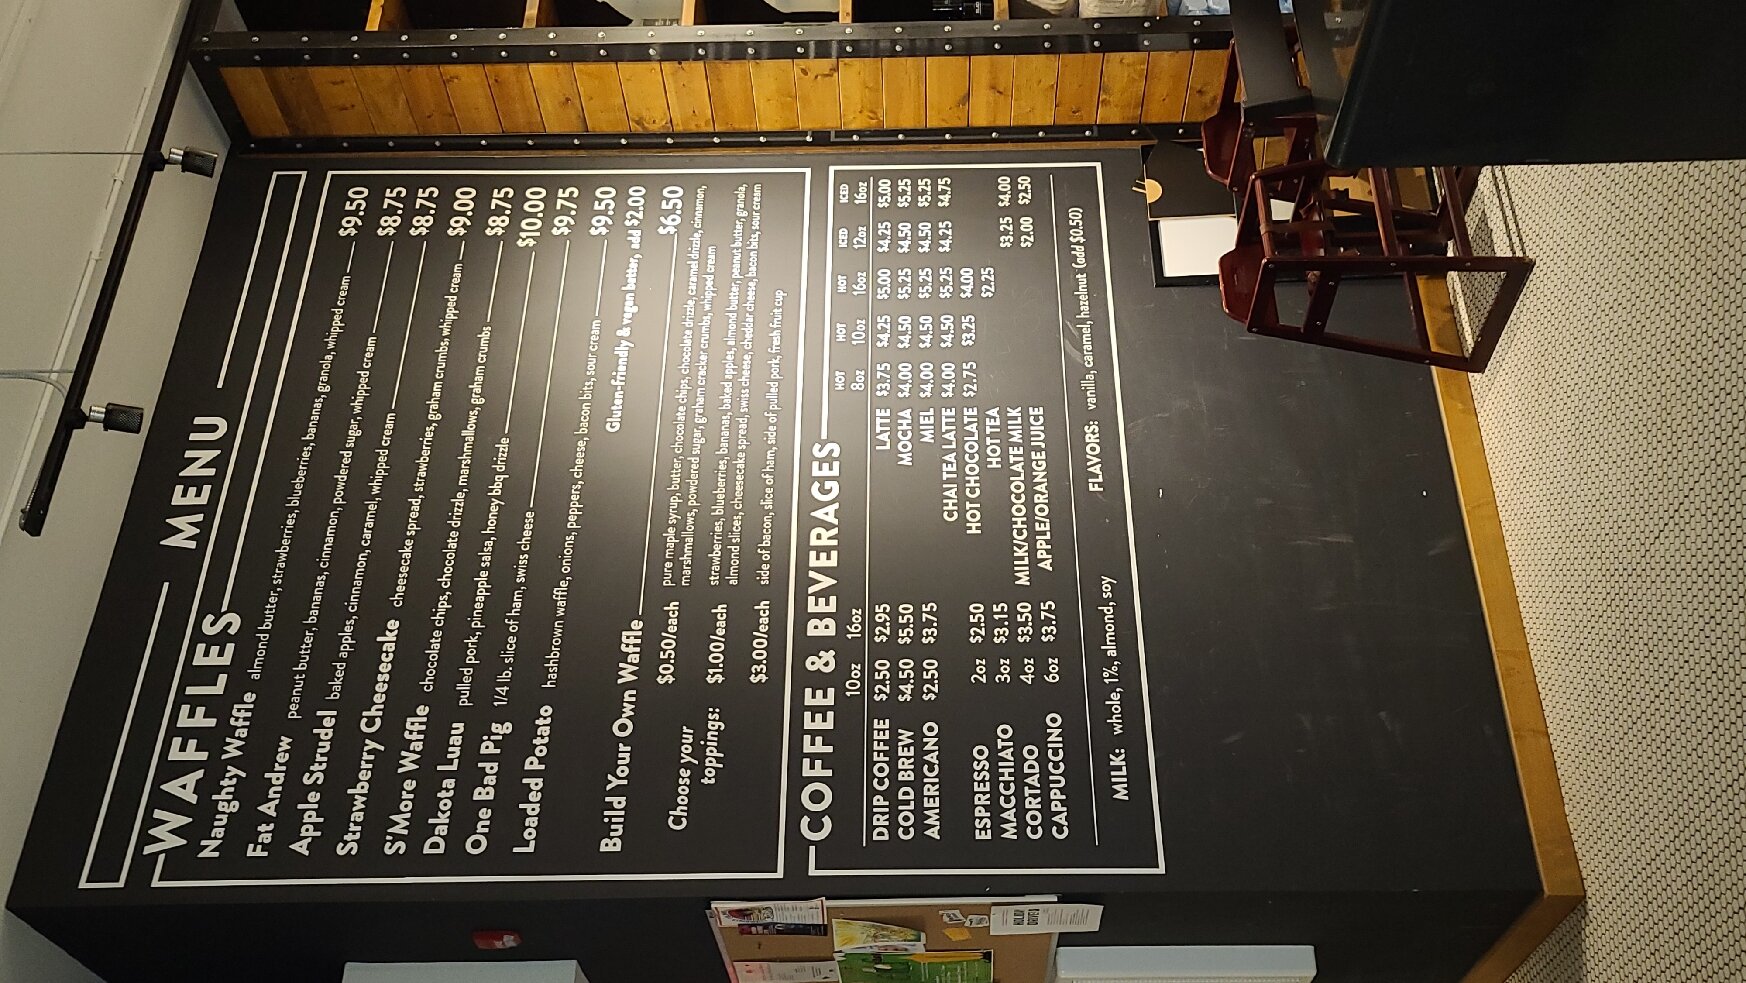 MENU
WAFFLES
Naughty Waffle almond butter, strawberries, blueberries, bananas, granola, whipped cream $9.50
Fat Andrew peanut butter, bananas, cinnamon, powdered sugar, whipped cream $8.75
Apple Strudel baked apples, cinnamon, caramel, whipped cream $8.75
Strawberry Cheesecake cheesecake spread, strawberries, graham crumbs, whipped cream $9.00
S'More Waffle chocolate chips, chocolate drizzle, marshmallows, graham crumbs $8.75
Dakota Luau pulled pork, pineapple salsa, honey bbq drizzle $10.00
One Bad Pig 1/4 lb. slice of ham, swiss cheese $9.75
Loaded Potato hashbrown waffle, onions, peppers, cheese, bacon bits, sour cream $9.50
Gluten-friendly & vegan batter, add $2.00
Build Your Own Waffle $6.50
Choose your toppings:
$0.50/each pure maple syrup, butter, chocolate chips, chocolate drizzle, caramel drizzle, cinnamon,
marshmallows, powdered sugar, graham cracker crumbs, whipped cream
$1.00/each strawberries, blueberries, bananas, baked apples, almond butter, peanut butter, granola,
almond slices, cheesecake spread, swiss cheese, cheddar cheese, bacon bits, sour cream
$3.00/each side of bacon, slice of ham, side of pulled pork, fresh fruit cup
COFFEE & BEVERAGES
10oz 16oz
DRIP COFFEE $2.50 $2.95
COLD BREW $4.50 $5.50
AMERICANO $2.50 $3.75
ESPRESSO 2oz $2.50
MACCHIATO 3oz $3.15
CORTADO 4oz $3.50
CAPPUCCINO 6oz $3.75
HOT HOT HOT ICED ICED
8oz 10oz 16oz 12oz 16oz
LATTE $3.75 $4.25 $5.00 $4.25 $5.00
MOCHA $4.00 $4.50 $5.25 $4.50 $5.25
MIEL $4.00 $4.50 $5.25 $4.50 $5.25
CHAI TEA LATTE $4.00 $4.50 $5.25 $4.25 $4.75
HOT CHOCOLATE $2.75 $3.25 $4.00
HOT TEA $2.25
MILK/CHOCOLATE MILK $3.25 $4.00
APPLE/ORANGE JUICE $2.00 $2.50
MILK: whole, 1%, almond, soy FLAVORS: vanilla, caramel, hazelnut (add $0.50)